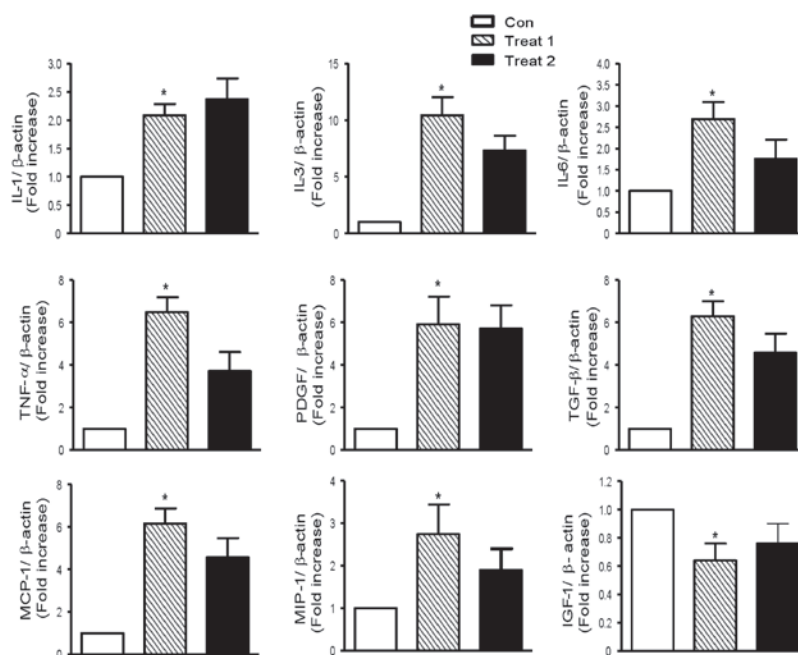 Con
Treat 1
Treat 2
IL-1/ β-actin
(Fold increase)
2.5
3.0
2.0
1.5
1.0
0.5
0.0
*
IL-3/ β-actin
(Fold increase)
15
10
5
0
*
IL-6/ β-actin
(Fold increase)
4.0
3.5
3.0
2.5
2.0
1.5
1.0
0.5
0.0
*
TNF-α/ β-actin
(Fold increase)
8
6
4
2
0
*
PDGF/ β-actin
(Fold increase)
8
6
4
2
0
*
TGF-β/ β-actin
(Fold increase)
8
6
4
2
0
*
MCP-1/ β-actin
(Fold increase)
8
6
4
2
0
*
MIP-1/ β-actin
(Fold increase)
4
3
2
1
0
*
IGF-1/ β- actin
(Fold increase)
1.2
1.0
0.8
0.6
0.4
0.2
0.0
*